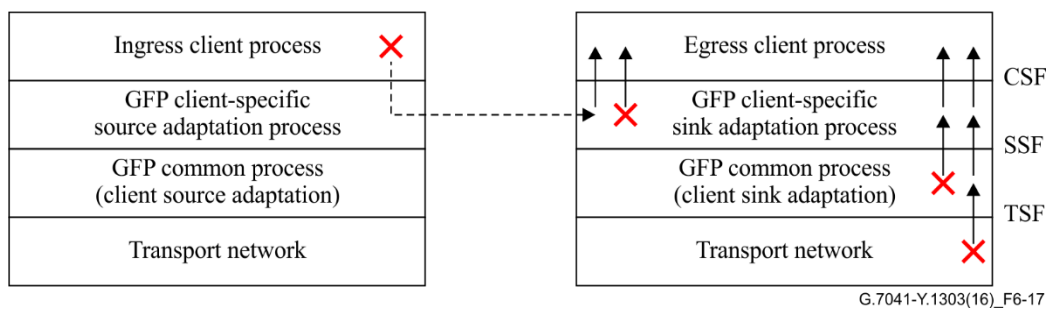 Ingress client process
GFP client-specific
source adaptation process
GFP common process
(client source adaptation)
Transport network
Egress client process
GFP client-specific
sink adaptation process
GFP common process
(client sink adaptation)
Transport network
CSF
SSF
TSF
G.7041-Y.1303(16)_F6-17